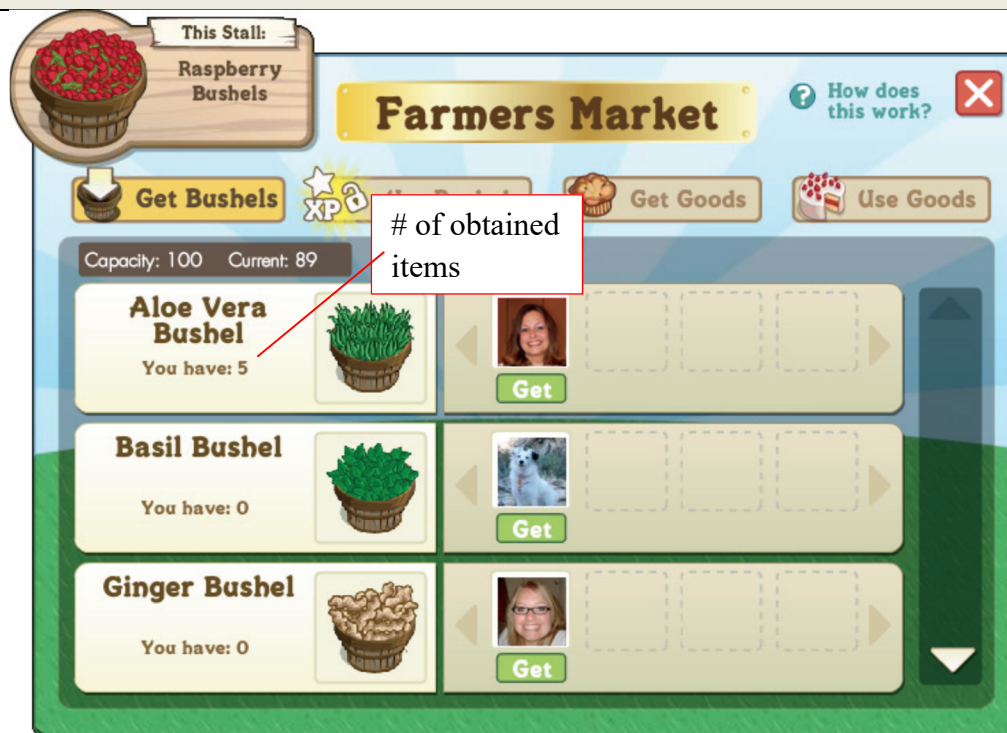 This Stall:
Raspberry
Bushels
Farmers Market
? How does
this work?
Get Bushels
XP
Get Goods
Use Goods
# of obtained
items
Capacity: 100 Current: 89
Aloe Vera
Bushel
You have: 5
Get
Basil Bushel
You have: 0
Get
Ginger Bushel
You have: 0
Get